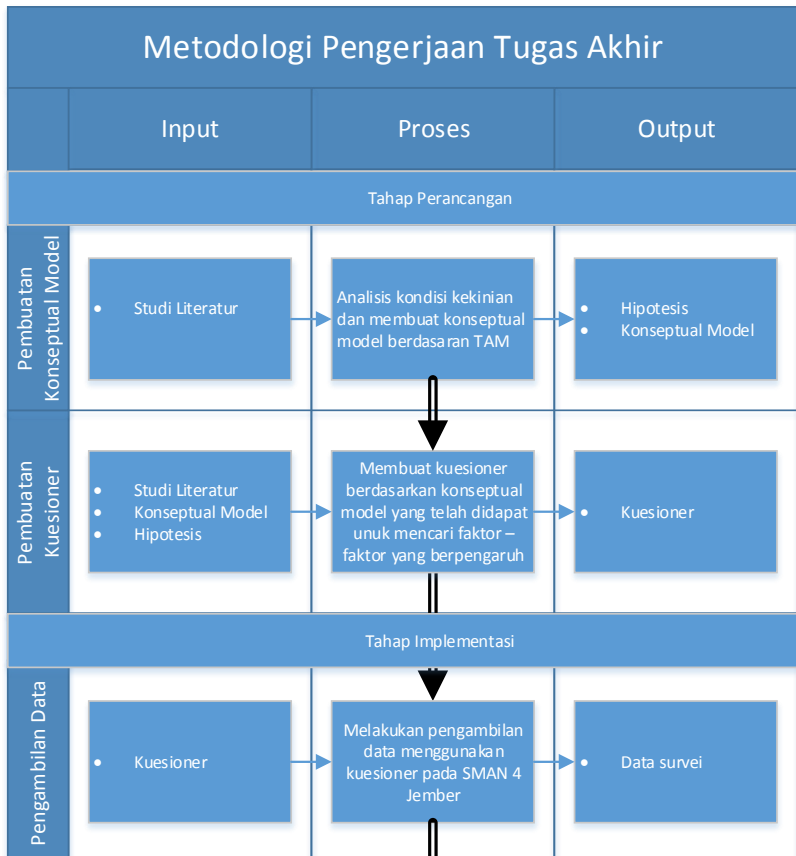 Metodologi Pengerjaan Tugas Akhir
Input
Proses
Output
Tahap Perancangan
Pembuatan
Konseptual Model
Studi Literatur
Analisis kondisi kekinian
dan membuat konseptual
model berdasaran TAM
Hipotesis
Konseptual Model
Pembuatan
Kuesioner
Studi Literatur
Konseptual Model
Hipotesis
Membuat kuesioner
berdasarkan konseptual
model yang telah didapat
unuk mencari faktor –
faktor yang berpengaruh
Kuesioner
Tahap Implementasi
Pengambilan Data
Kuesioner
Melakukan pengambilan
data menggunakan
kuesioner pada SMAN 4
Jember
Data survei